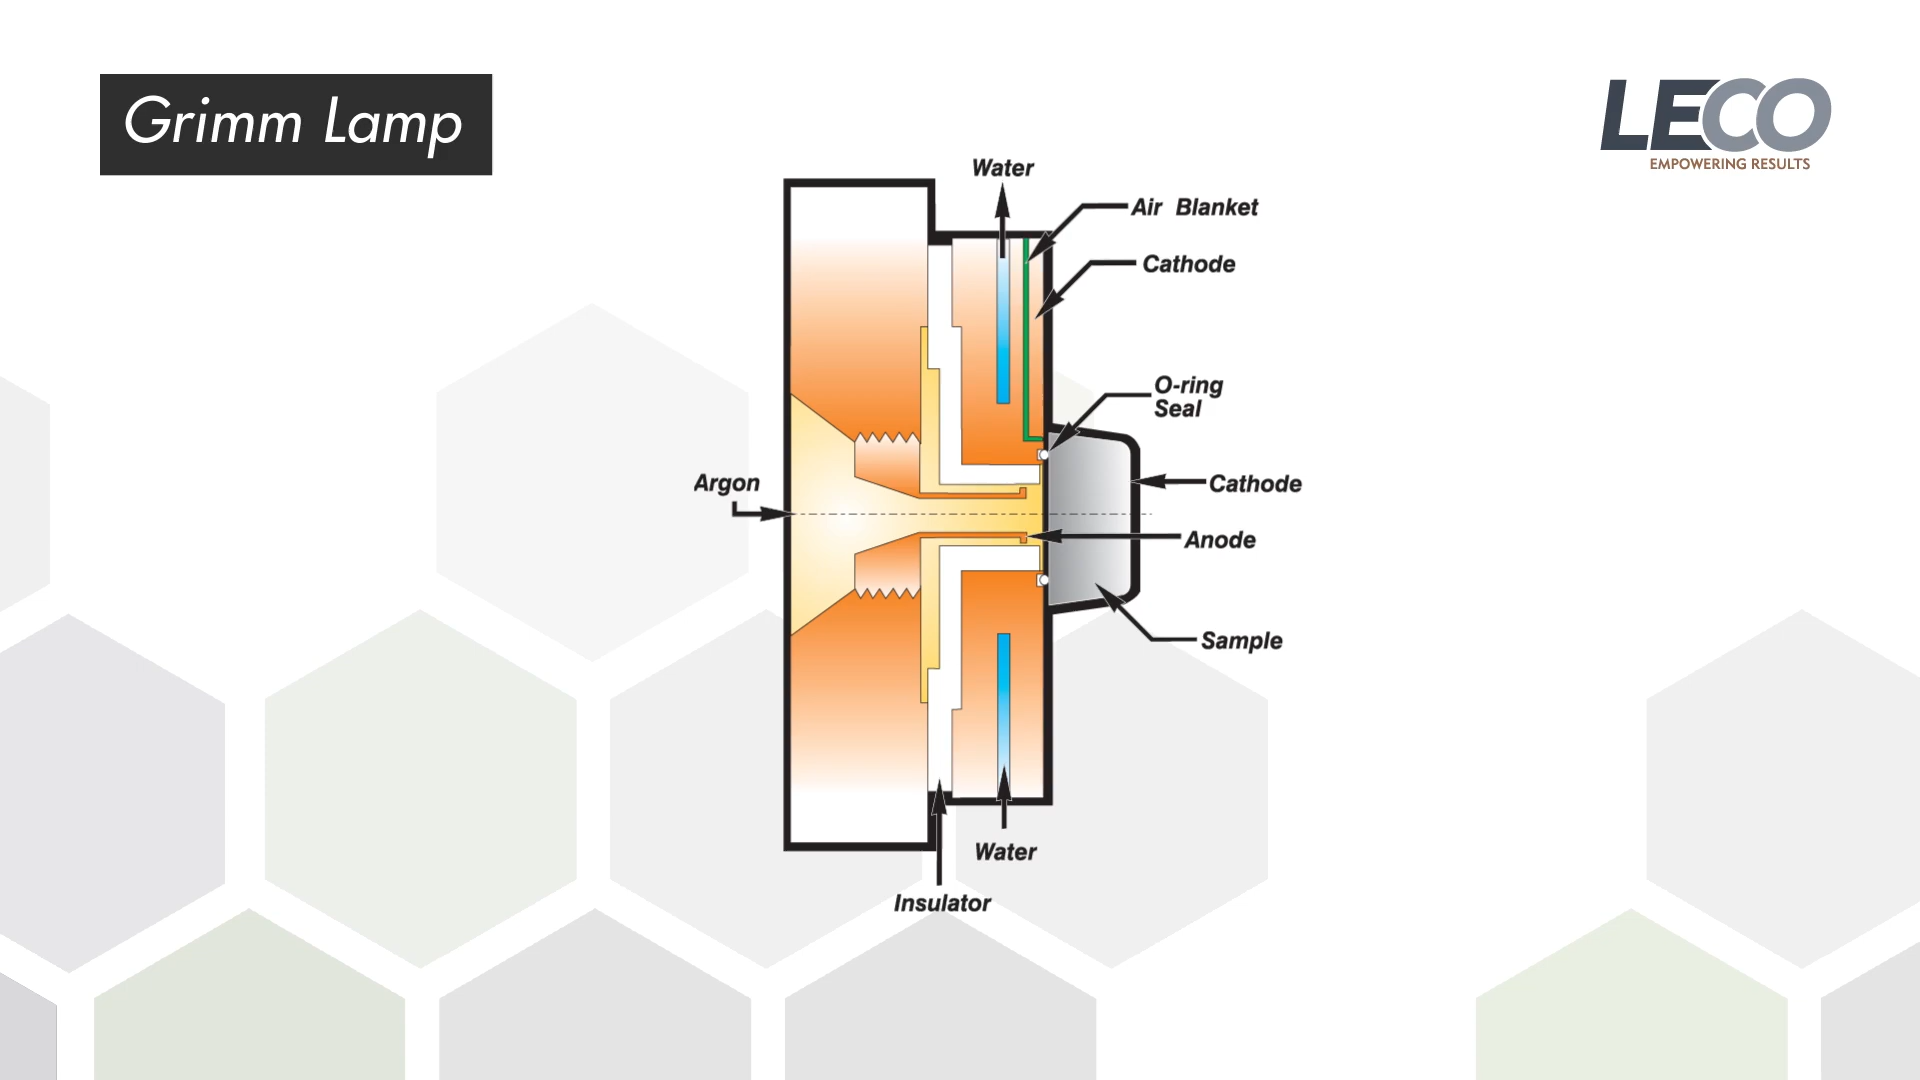 Grimm Lamp
LECO
EMPOWERING RESULTS
Water
Air Blanket
Cathode
O-ring
Seal
Argon
Cathode
Anode
Sample
Water
Insulator